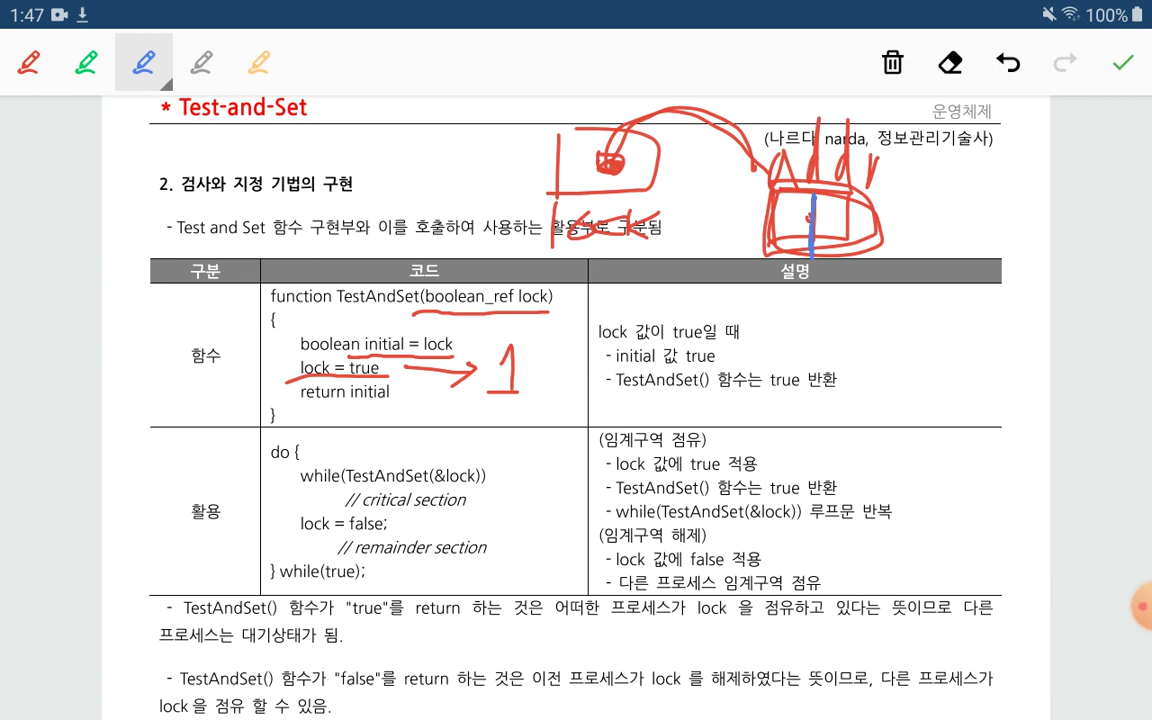 1:47
100%
* Test-and-Set
운영체제
(나르다 narda, 정보관리기술사)
Addr
2. 검사와 지정 기법의 구현
lock
- Test and Set 함수 구현부와 이를 호출하여 사용하는 활용부로 구분됨
구분 코드 설명
함수
function TestAndSet(boolean_ref lock)
{
boolean initial = lock
lock = true
1
return initial
}
lock 값이 true일 때
- initial 값 true
- TestAndSet() 함수는 true 반환
활용
do {
while(TestAndSet(&lock))
// critical section
lock = false;
// remainder section
} while(true);
(임계구역 점유)
- lock 값에 true 적용
- TestAndSet() 함수는 true 반환
- while(TestAndSet(&lock)) 루프문 반복
(임계구역 해제)
- lock 값에 false 적용
- 다른 프로세스 임계구역 점유
- TestAndSet() 함수가 "true"를 return 하는 것은 어떠한 프로세스가 lock 을 점유하고 있다는 뜻이므로 다른
프로세스는 대기상태가 됨.
- TestAndSet() 함수가 "false"를 return 하는 것은 이전 프로세스가 lock 를 해제하였다는 뜻이므로, 다른 프로세스가
lock을 점유 할 수 있음.